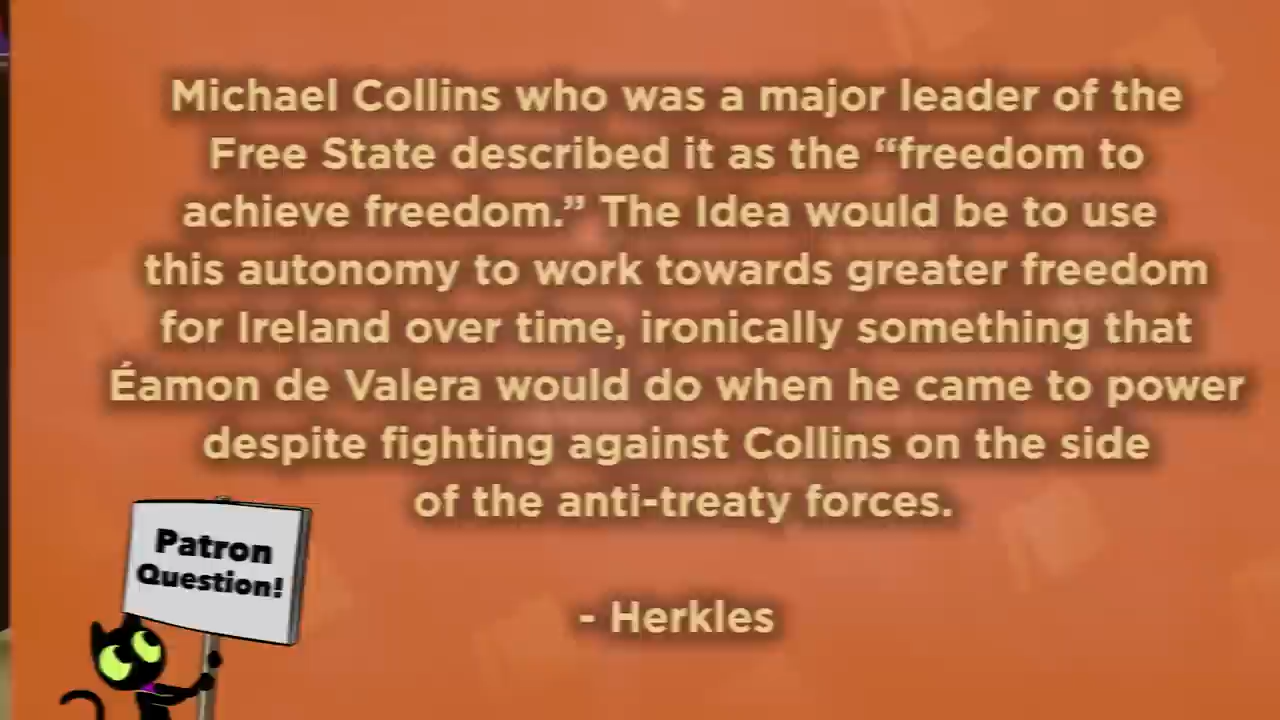 Michael Collins who was a major leader of the
Free State described it as the “freedom to
achieve freedom.” The Idea would be to use
this autonomy to work towards greater freedom
for Ireland over time, ironically something that
Éamon de Valera would do when he came to power
despite fighting against Collins on the side
of the anti-treaty forces.
- Herkles
Patron
Question!